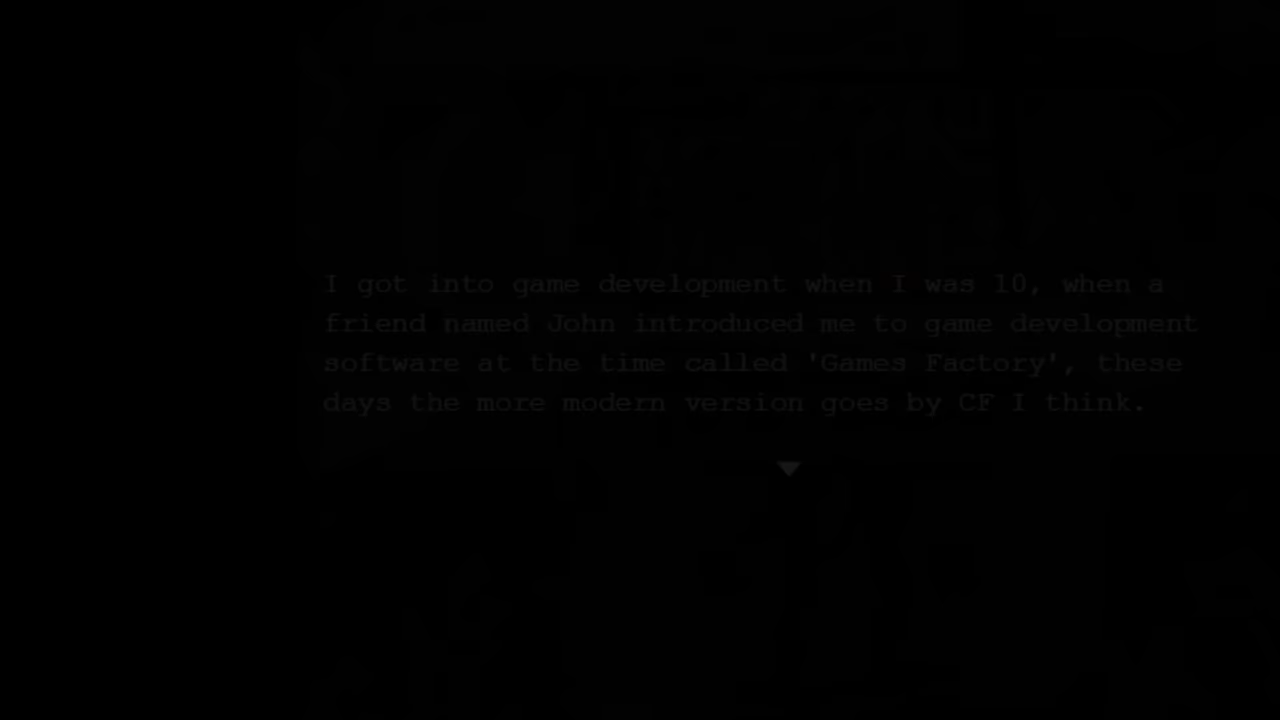 I got into game development when I was 10, when a
friend named John introduced me to game development
software at the time called 'Games Factory', these
days the more modern version goes by CF I think.